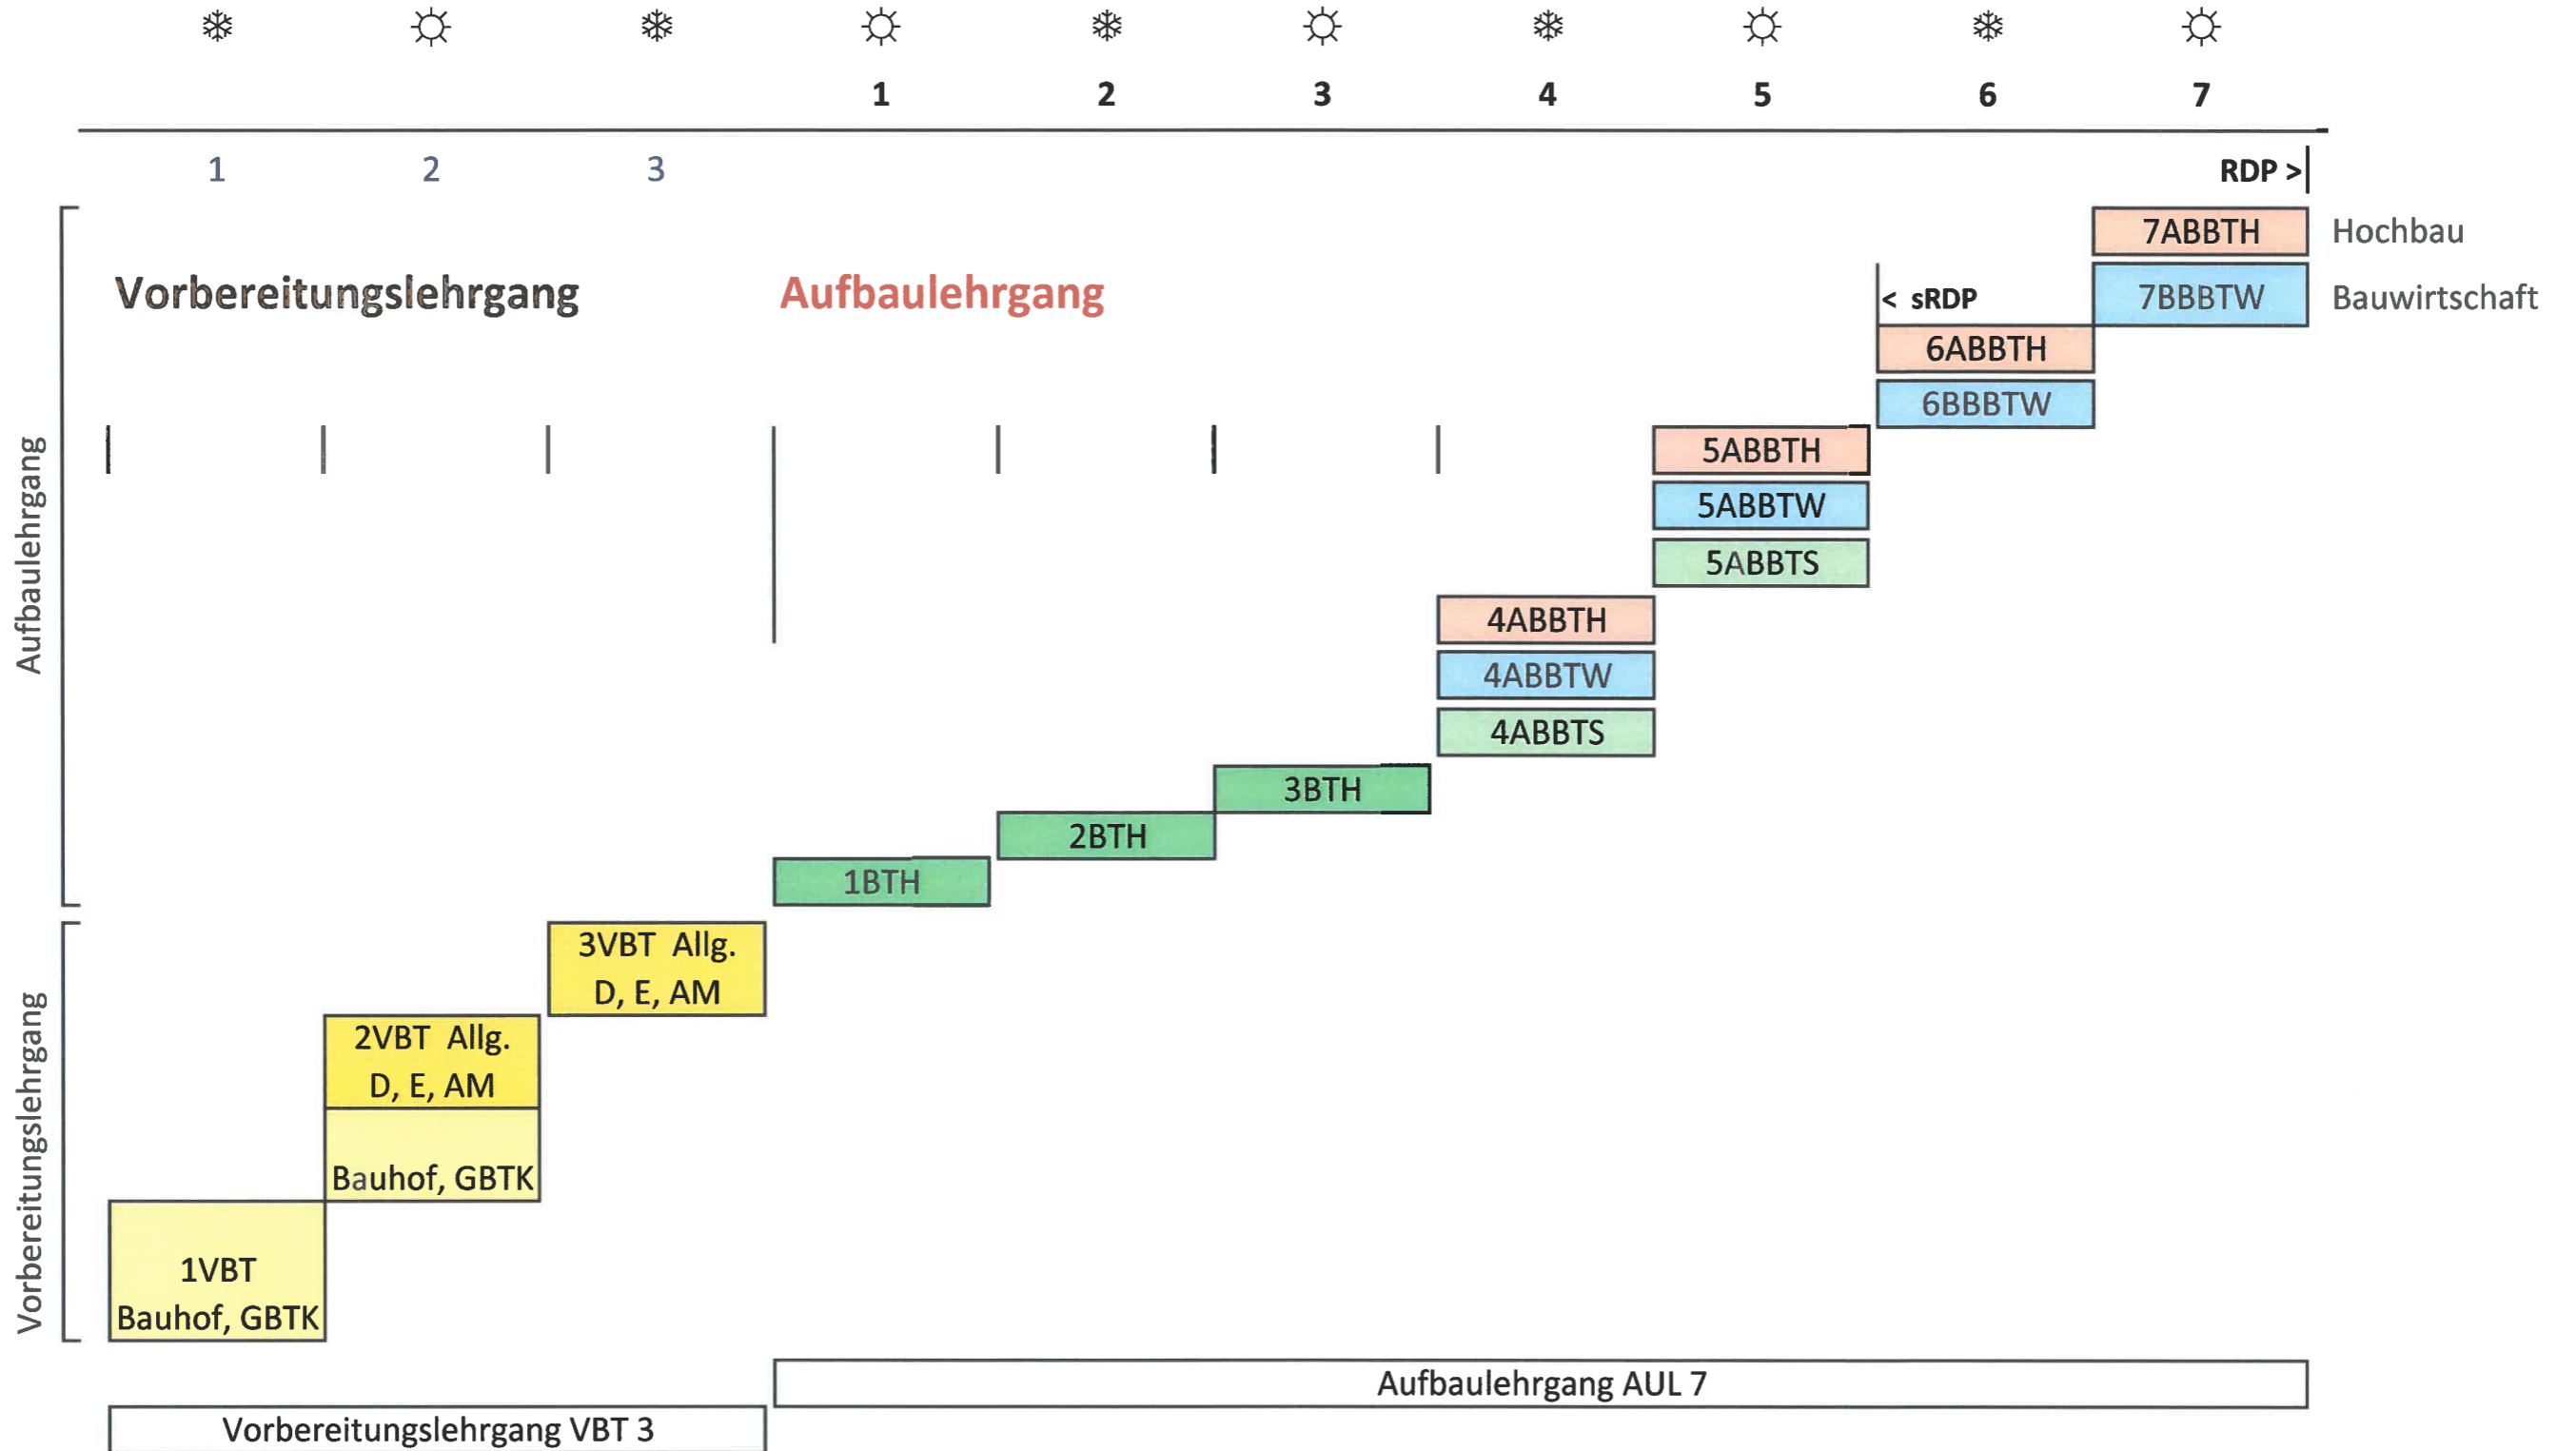 1 2 3 4 5 6 7
1 2 3 RDP >
7ABBTH Hochbau
Vorbereitungslehrgang Aufbaulehrgang
< sRDP 7BBBTW Bauwirtschaft
6ABBTH
6BBBTW
Aufbaulehrgang
5ABBTH
5ABBTW
5ABBTS
4ABBTH
4ABBTW
4ABBTS
3BTH
2BTH
1BTH
Vorbereitungslehrgang
3VBT Allg.
D, E, AM
2VBT Allg.
D, E, AM
Bauhof, GBTK
1VBT
Bauhof, GBTK
Aufbaulehrgang AUL 7
Vorbereitungslehrgang VBT 3